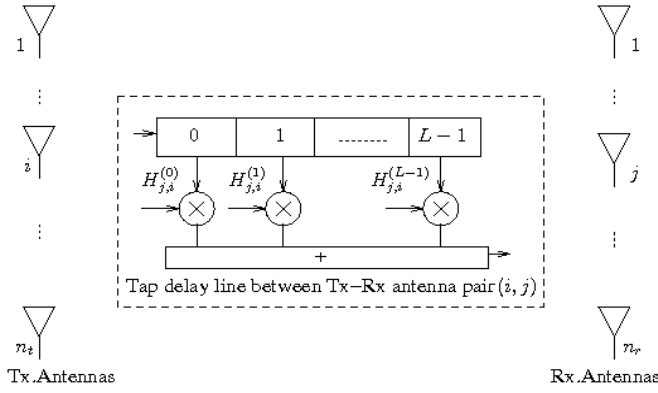 1 1
⋮ ⋮
0 1 ........ L − 1
i j
H_{j,i}^{(0)} H_{j,i}^{(1)} H_{j,i}^{(L−1)}
× × ×
⋮ ⋮
+
Tap delay line between Tx−Rx antenna pair(i, j)
n_t n_r
Tx.Antennas Rx.Antennas